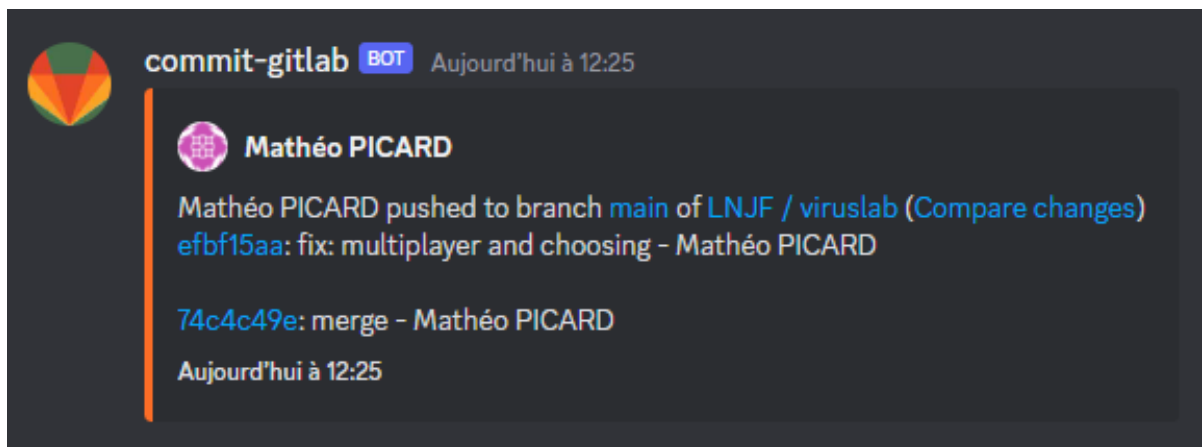 commit-gitlab BOT Aujourd'hui à 12:25
Mathéo PICARD
Mathéo PICARD pushed to branch main of LNJF / viruslab (Compare changes)
efbf15aa: fix: multiplayer and choosing - Mathéo PICARD
74c4c49e: merge - Mathéo PICARD
Aujourd'hui à 12:25